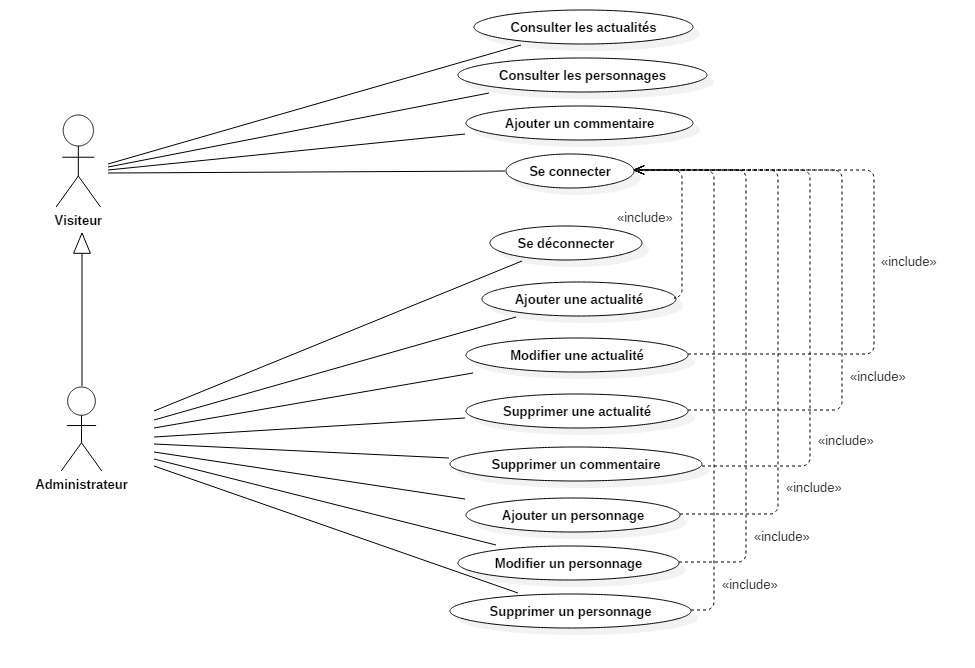 Consulter les actualités
Consulter les personnages
Ajouter un commentaire
Se connecter
Visiteur
«include»
Se déconnecter
«include»
Ajouter une actualité
Modifier une actualité
«include»
Supprimer une actualité
«include»
Supprimer un commentaire
Administrateur
«include»
Ajouter un personnage
«include»
Modifier un personnage
«include»
Supprimer un personnage